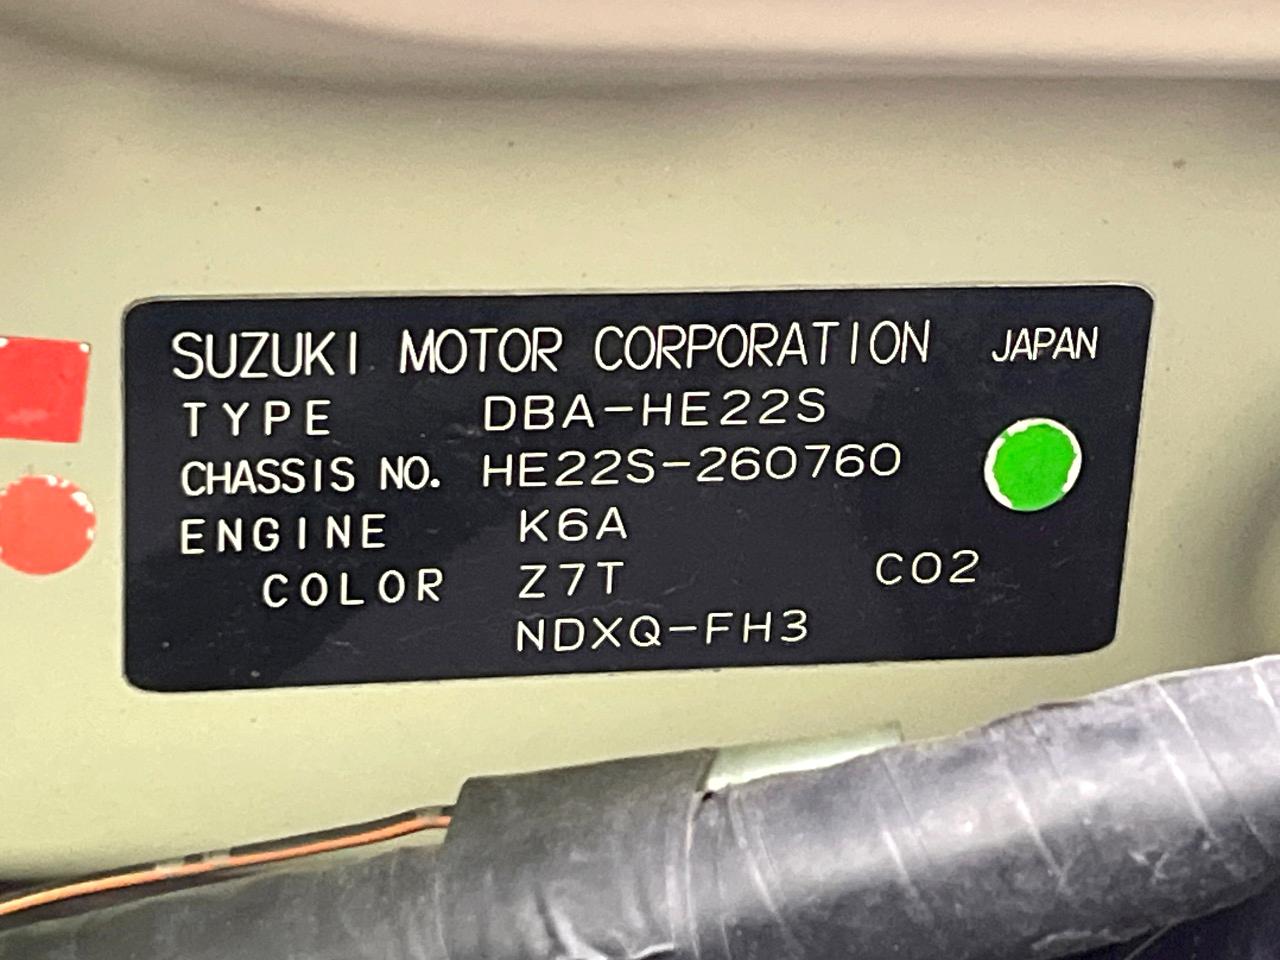 SUZUKI MOTOR CORPORATION JAPAN
TYPE DBA-HE22S
CHASSIS NO. HE22S-260760
ENGINE K6A
COLOR Z7T C02
NDXQ-FH3